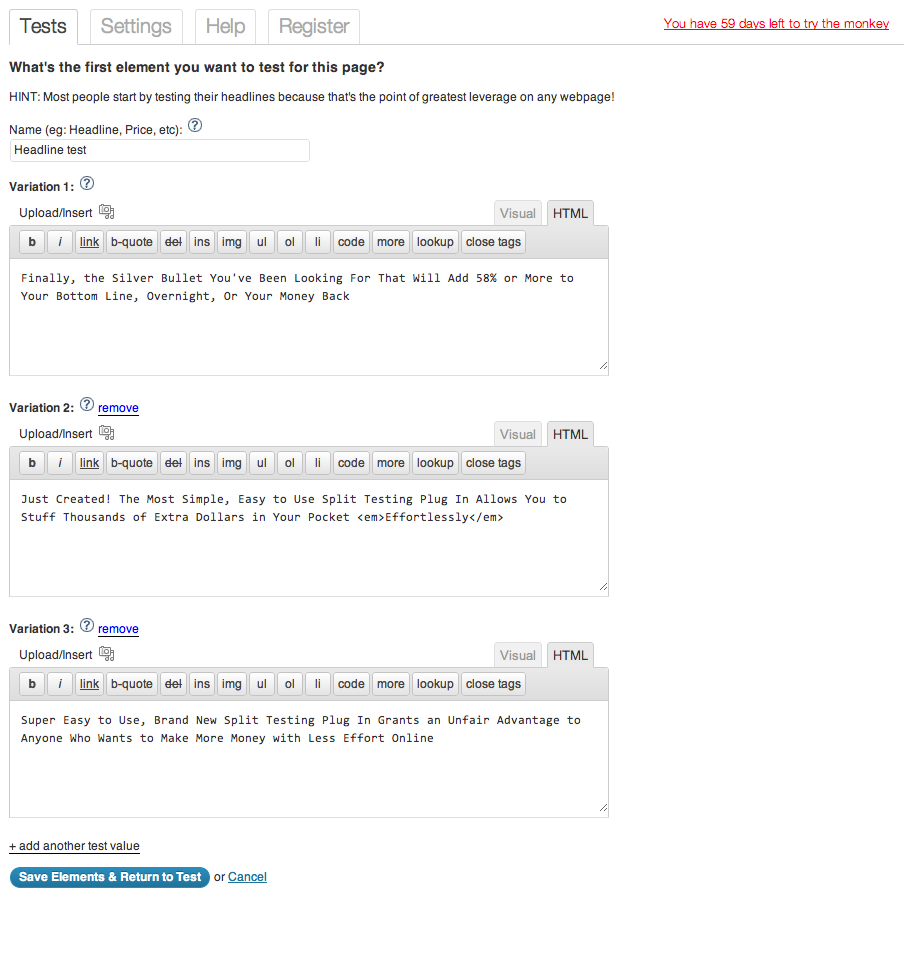 Tests Settings Help Register You have 59 days left to try the monkey
What's the first element you want to test for this page?
HINT: Most people start by testing their headlines because that's the point of greatest leverage on any webpage!
Name (eg: Headline, Price, etc): ?
Headline test
Variation 1: ?
Upload/Insert Visual HTML
b i link b-quote del ins img ul ol li code more lookup close tags
Finally, the Silver Bullet You've Been Looking For That Will Add 58% or More to
Your Bottom Line, Overnight, Or Your Money Back
Variation 2: ? remove
Upload/Insert Visual HTML
b i link b-quote del ins img ul ol li code more lookup close tags
Just Created! The Most Simple, Easy to Use Split Testing Plug In Allows You to
Stuff Thousands of Extra Dollars in Your Pocket <em>Effortlessly</em>
Variation 3: ? remove
Upload/Insert Visual HTML
b i link b-quote del ins img ul ol li code more lookup close tags
Super Easy to Use, Brand New Split Testing Plug In Grants an Unfair Advantage to
Anyone Who Wants to Make More Money with Less Effort Online
+ add another test value
Save Elements & Return to Test or Cancel